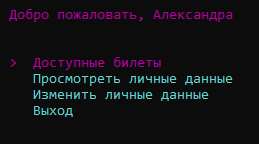 Добро пожаловать, Александра
> Доступные билеты
Просмотреть личные данные
Изменить личные данные
Выход